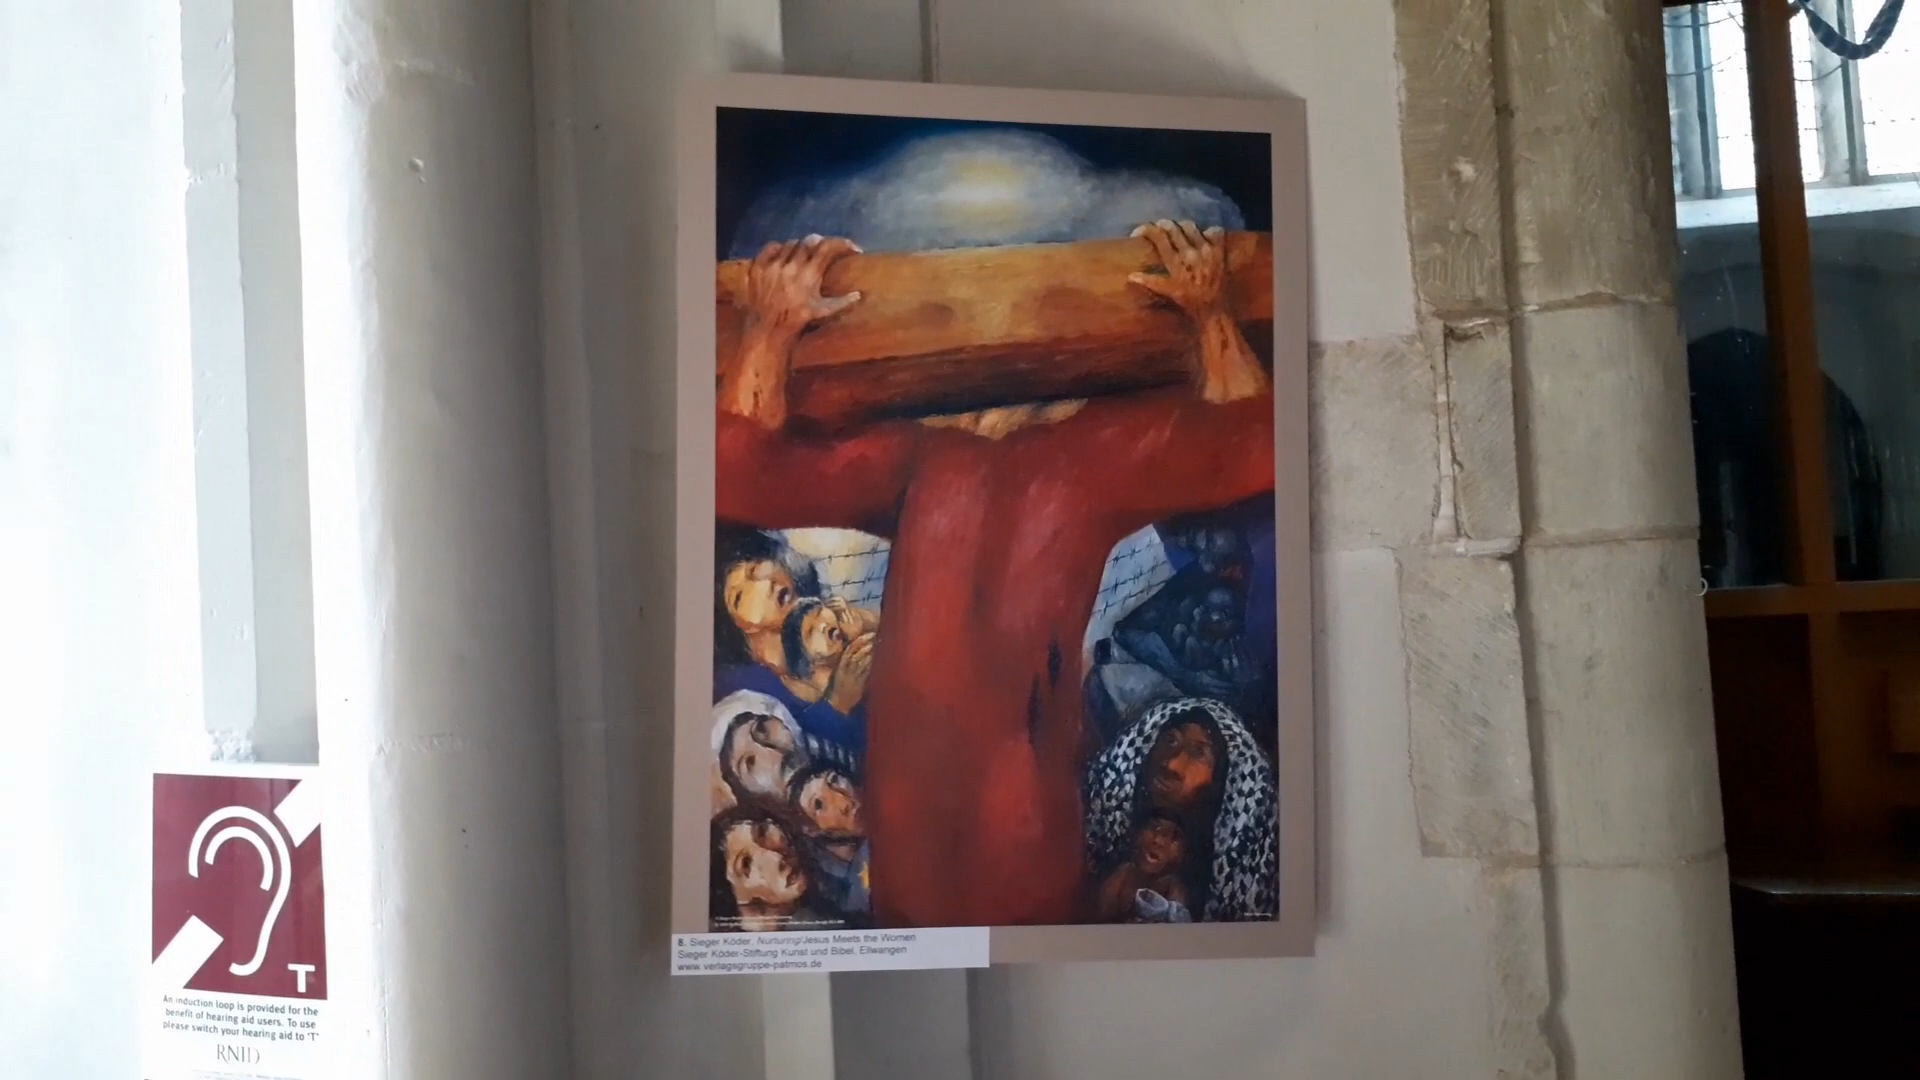 8. Sieger Köder, Nurturing/Jesus Meets the Women
Sieger Köder-Stiftung Kunst und Bibel, Ellwangen
www.verlagsgruppe-patmos.de
T
An induction loop is provided for the
benefit of hearing aid users. To use
please switch your hearing aid to 'T'
RNID